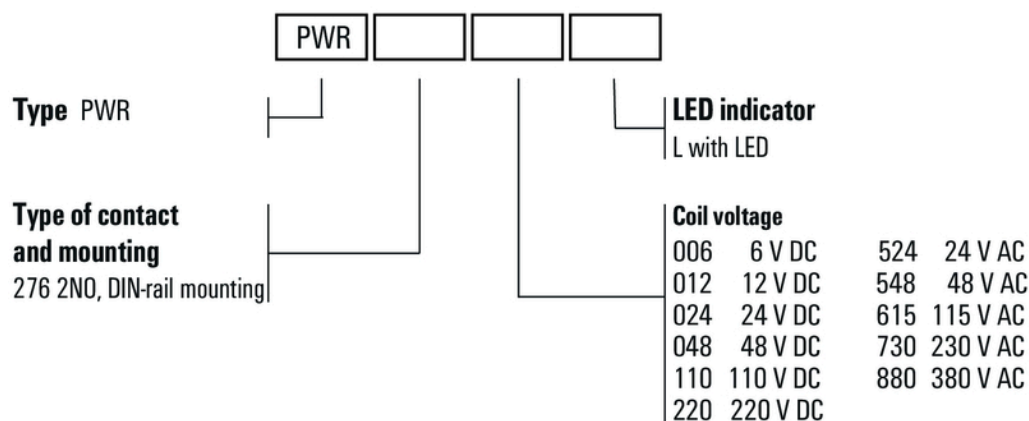 PWR
Type PWR
LED indicator
L with LED
Type of contact
and mounting
276 2NO, DIN-rail mounting
Coil voltage
006 6 V DC 524 24 V AC
012 12 V DC 548 48 V AC
024 24 V DC 615 115 V AC
048 48 V DC 730 230 V AC
110 110 V DC 880 380 V AC
220 220 V DC